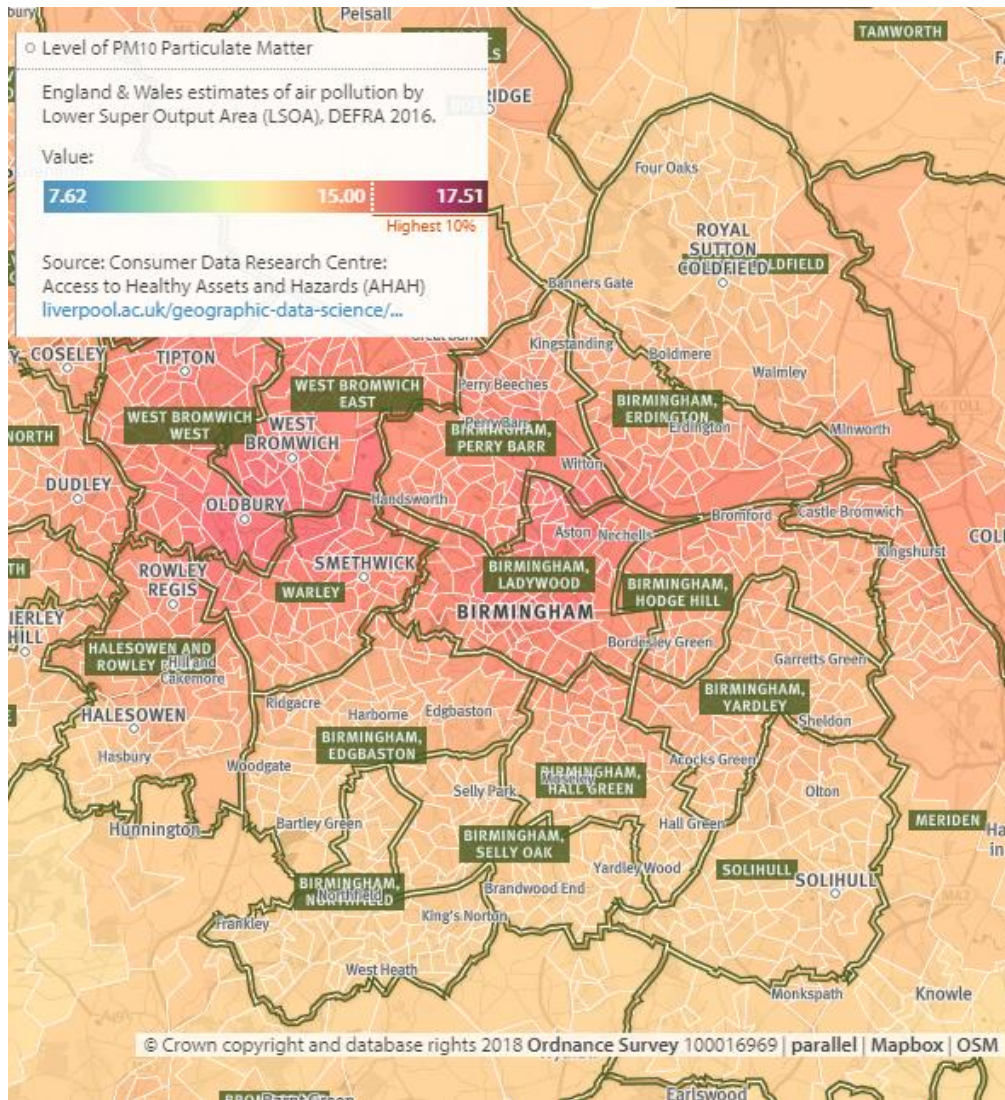 Pelsall
TAMWORTH
Level of PM10 Particulate Matter
England & Wales estimates of air pollution by
Lower Super Output Area (LSOA), DEFRA 2016.
Value:
7.62
15.00
17.51
Highest 10%
Source: Consumer Data Research Centre:
Access to Healthy Assets and Hazards (AHAH)
liverpool.ac.uk/geographic-data-science/...
Four Oaks
ROYAL
SUTTON
COLDFIELD
Banners Gate
Kingstanding
Boldmere
Walmley
COSELEY
TIPTON
WEST BROMWICH
EAST
Perry Beeches
WEST BROMWICH
WEST
WEST
BROMWICH
BIRMINGHAM,
PERRY BARR
BIRMINGHAM,
ERDINGTON
Erdington
Minworth
NORTH
Witton
DUDLEY
OLDBURY
Handsworth
Bromford
Castle Bromwich
Aston
Nechells
Kingshurst
ROWLEY
REGIS
SMETHWICK
WARLEY
BIRMINGHAM,
LADYWOOD
BIRMINGHAM
BIRMINGHAM,
HODGE HILL
HILL
HALESOWEN AND
Hill and
Cakemore
Bordesley Green
Garretts Green
HALESOWEN
Ridgacre
Harborne
Edgbaston
BIRMINGHAM,
YARDLEY
Sheldon
BIRMINGHAM,
EDGBASTON
Hasbury
Woodgate
Acocks Green
BIRMINGHAM,
HALL GREEN
Moseley
Selly Park
Olton
Hunnington
Bartley Green
Hall Green
MERIDEN
BIRMINGHAM,
SELLY OAK
Yardley Wood
SOLIHULL
SOLIHULL
BIRMINGHAM,
NORTHFIELD
Northfield
Brandwood End
King's Norton
Frankley
West Heath
Monkspath
Knowle
© Crown copyright and database rights 2018 Ordnance Survey 100016969 | parallel | Mapbox | OSM
Earlswood